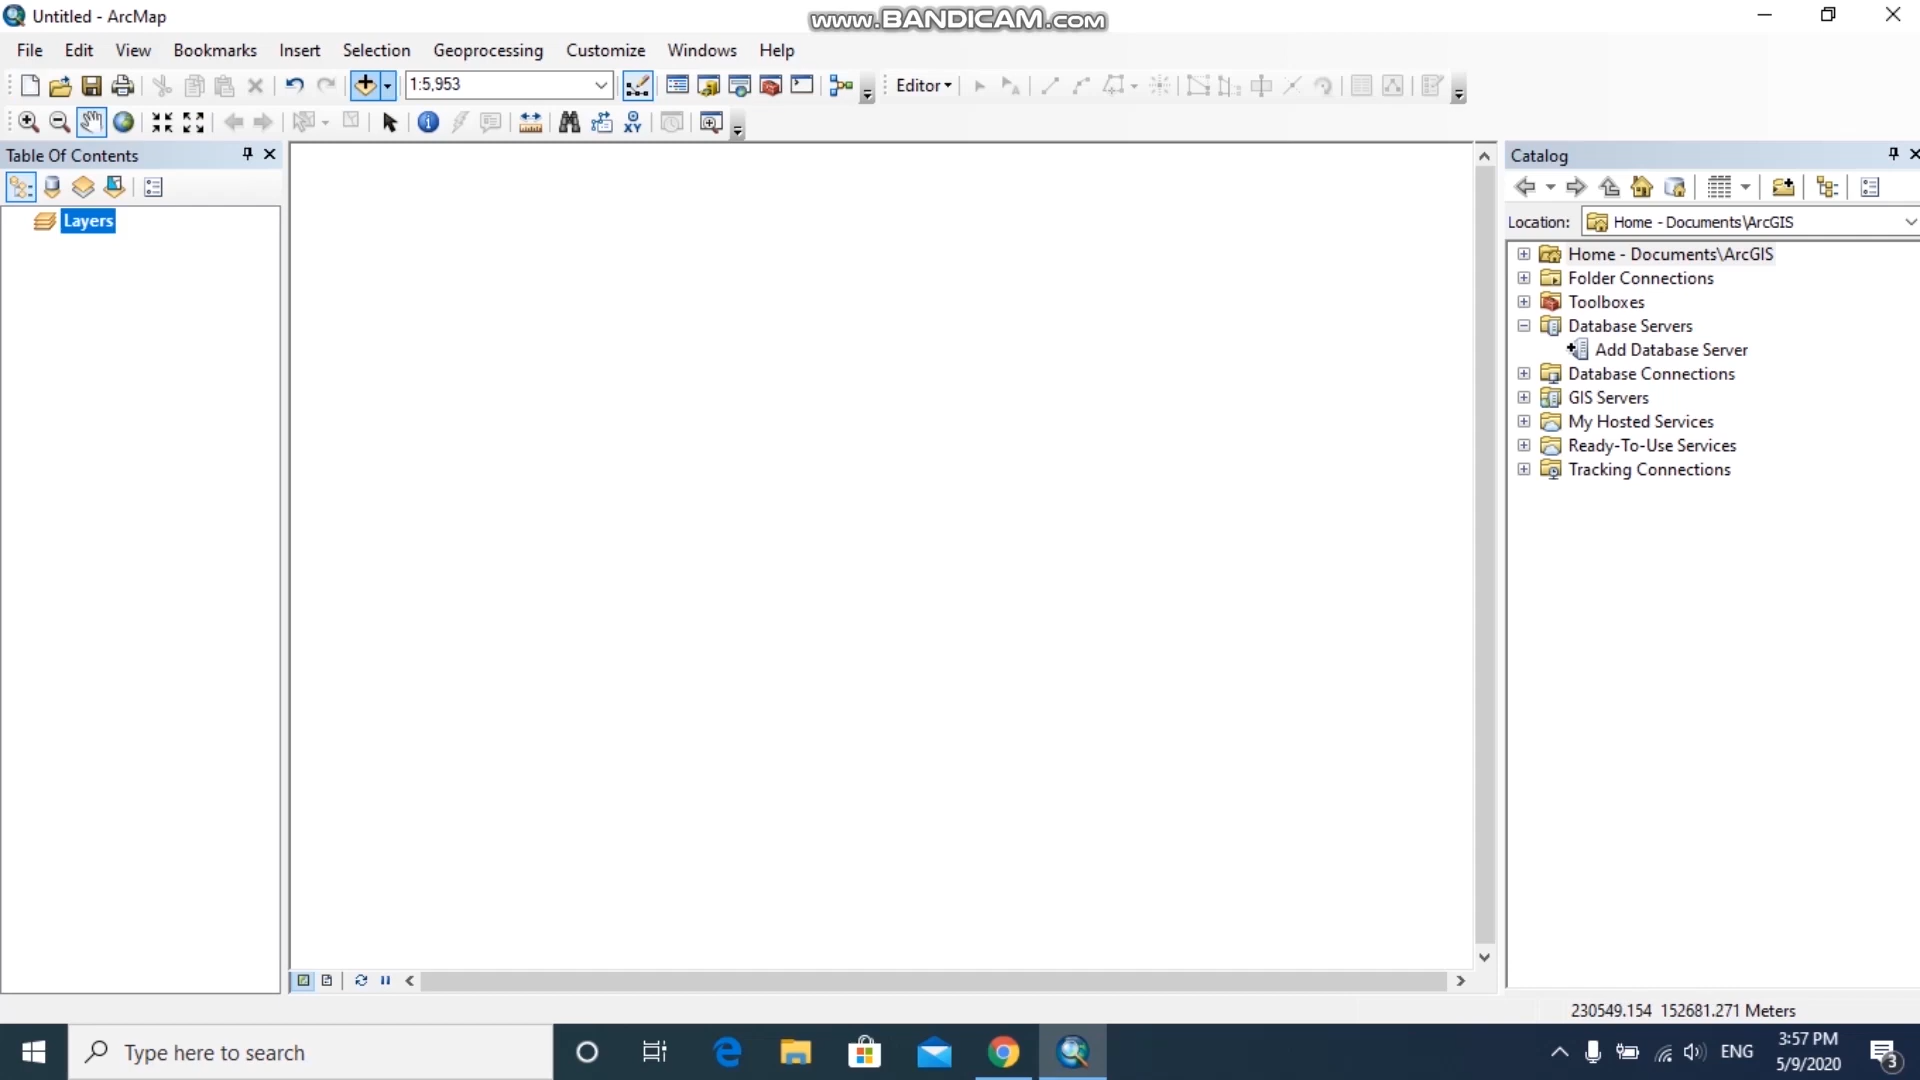 Untitled - ArcMap
www.BANDICAM.com
File Edit View Bookmarks Insert Selection Geoprocessing Customize Windows Help
1:5,953
Editor
XY
Table Of Contents
Layers
Catalog
Location: Home - Documents\ArcGIS
Home - Documents\ArcGIS
Folder Connections
Toolboxes
Database Servers
Add Database Server
Database Connections
GIS Servers
My Hosted Services
Ready-To-Use Services
Tracking Connections
230549.154 152681.271 Meters
Type here to search
ENG
3:57 PM
5/9/2020
3